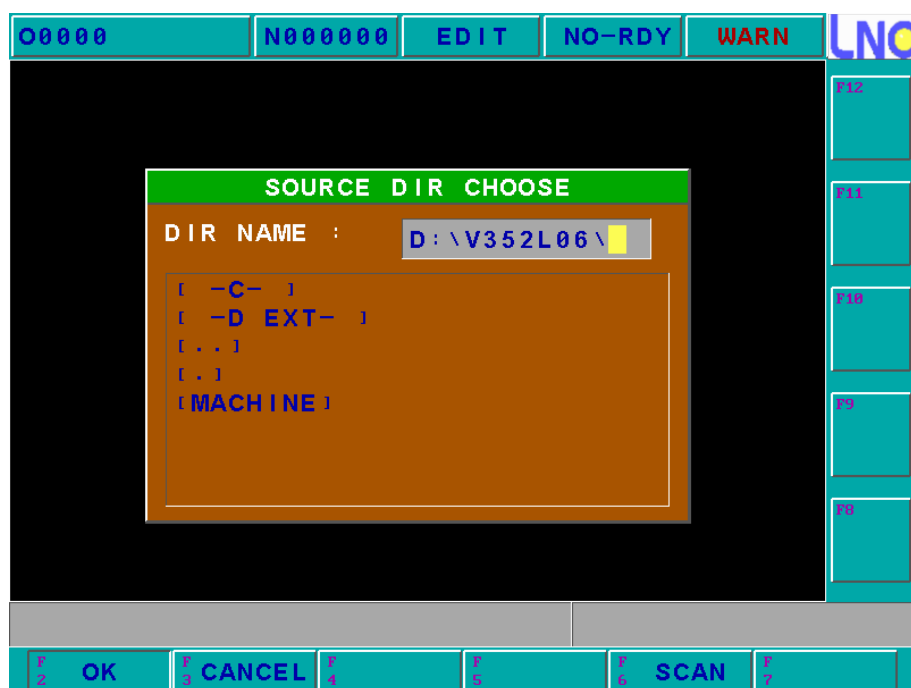 O0000 N000000 EDIT NO-RDY WARN LNC
F12
SOURCE DIR CHOOSE
F11
DIR NAME : D:\V352L06\
[ -C- ]
F10
[ -D EXT- ]
[..]
[.]
[MACHINE]
F9
F8
F2 OK F3 CANCEL F4 F5 F6 SCAN F7